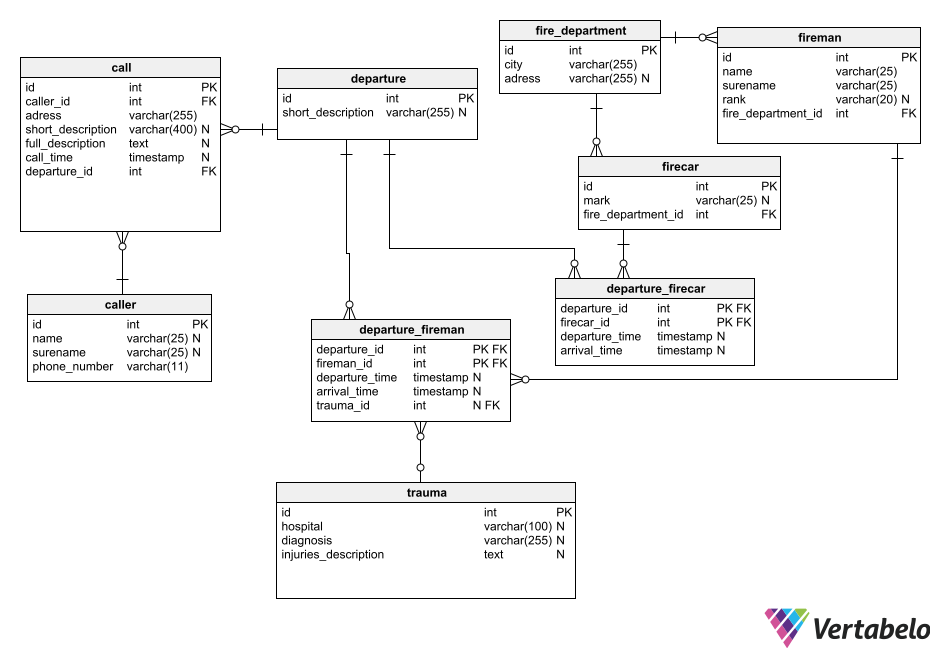 call
id int PK
caller_id int FK
adress varchar(255)
short_description varchar(400) N
full_description text N
call_time timestamp N
departure_id int FK
departure
id int PK
short_description varchar(255) N
fire_department
id int PK
city varchar(255)
adress varchar(255) N
fireman
id int PK
name varchar(25)
surename varchar(25)
rank varchar(20) N
fire_department_id int FK
firecar
id int PK
mark varchar(25) N
fire_department_id int FK
caller
id int PK
name varchar(25) N
surename varchar(25) N
phone_number varchar(11)
departure_firecar
departure_id int PK FK
firecar_id int PK FK
departure_time timestamp N
arrival_time timestamp N
departure_fireman
departure_id int PK FK
fireman_id int PK FK
departure_time timestamp N
arrival_time timestamp N
trauma_id int N FK
trauma
id int PK
hospital varchar(100) N
diagnosis varchar(255) N
injuries_description text N
Vertabelo